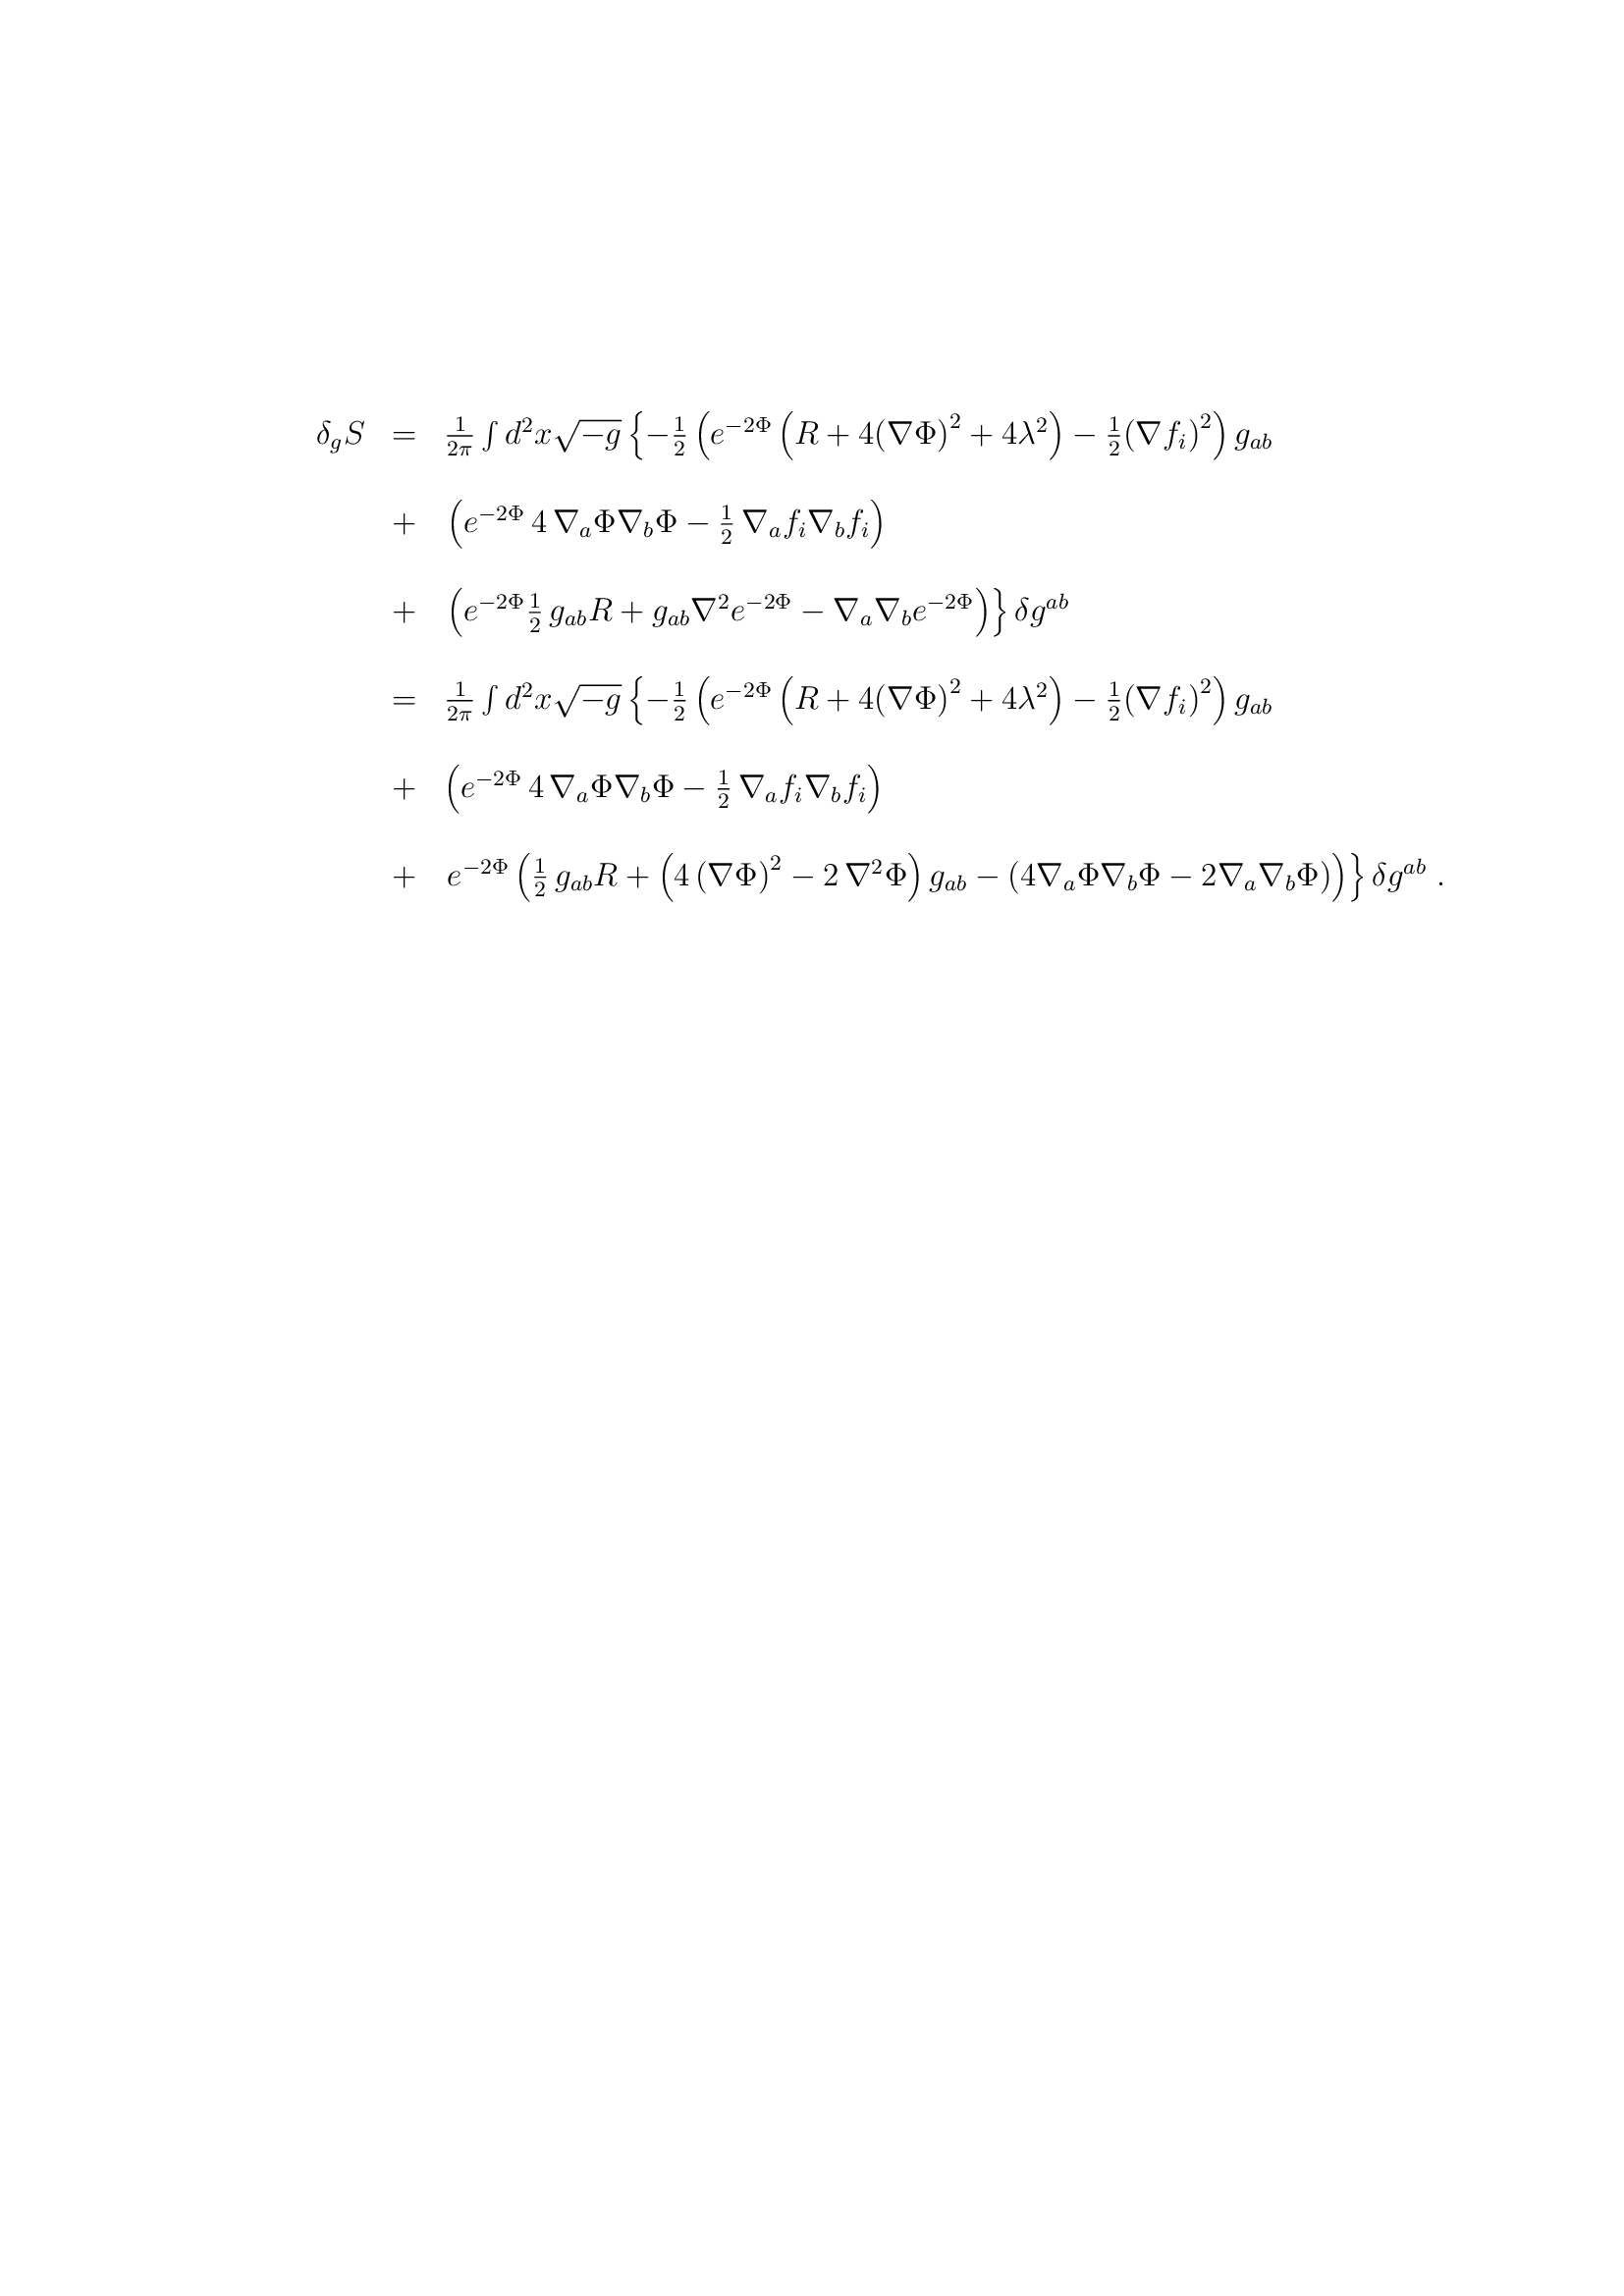 \delta_g S = \frac{1}{2\pi} \int d^2x \sqrt{-g} \left\{ -\frac{1}{2} \left( e^{-2\Phi} \left( R + 4(\nabla\Phi)^2 + 4\lambda^2 \right) - \frac{1}{2} (\nabla f_i)^2 \right) g_{ab}
+ \left( e^{-2\Phi} \, 4 \, \nabla_a \Phi \nabla_b \Phi - \frac{1}{2} \, \nabla_a f_i \nabla_b f_i \right)
+ \left( e^{-2\Phi} \frac{1}{2} \, g_{ab} R + g_{ab} \nabla^2 e^{-2\Phi} - \nabla_a \nabla_b e^{-2\Phi} \right) \right\} \delta g^{ab}
= \frac{1}{2\pi} \int d^2x \sqrt{-g} \left\{ -\frac{1}{2} \left( e^{-2\Phi} \left( R + 4(\nabla\Phi)^2 + 4\lambda^2 \right) - \frac{1}{2} (\nabla f_i)^2 \right) g_{ab}
+ \left( e^{-2\Phi} \, 4 \, \nabla_a \Phi \nabla_b \Phi - \frac{1}{2} \, \nabla_a f_i \nabla_b f_i \right)
+ e^{-2\Phi} \left( \frac{1}{2} \, g_{ab} R + \left( 4 \, (\nabla\Phi)^2 - 2 \, \nabla^2 \Phi \right) g_{ab} - (4 \nabla_a \Phi \nabla_b \Phi - 2 \nabla_a \nabla_b \Phi) \right) \right\} \delta g^{ab} \ .